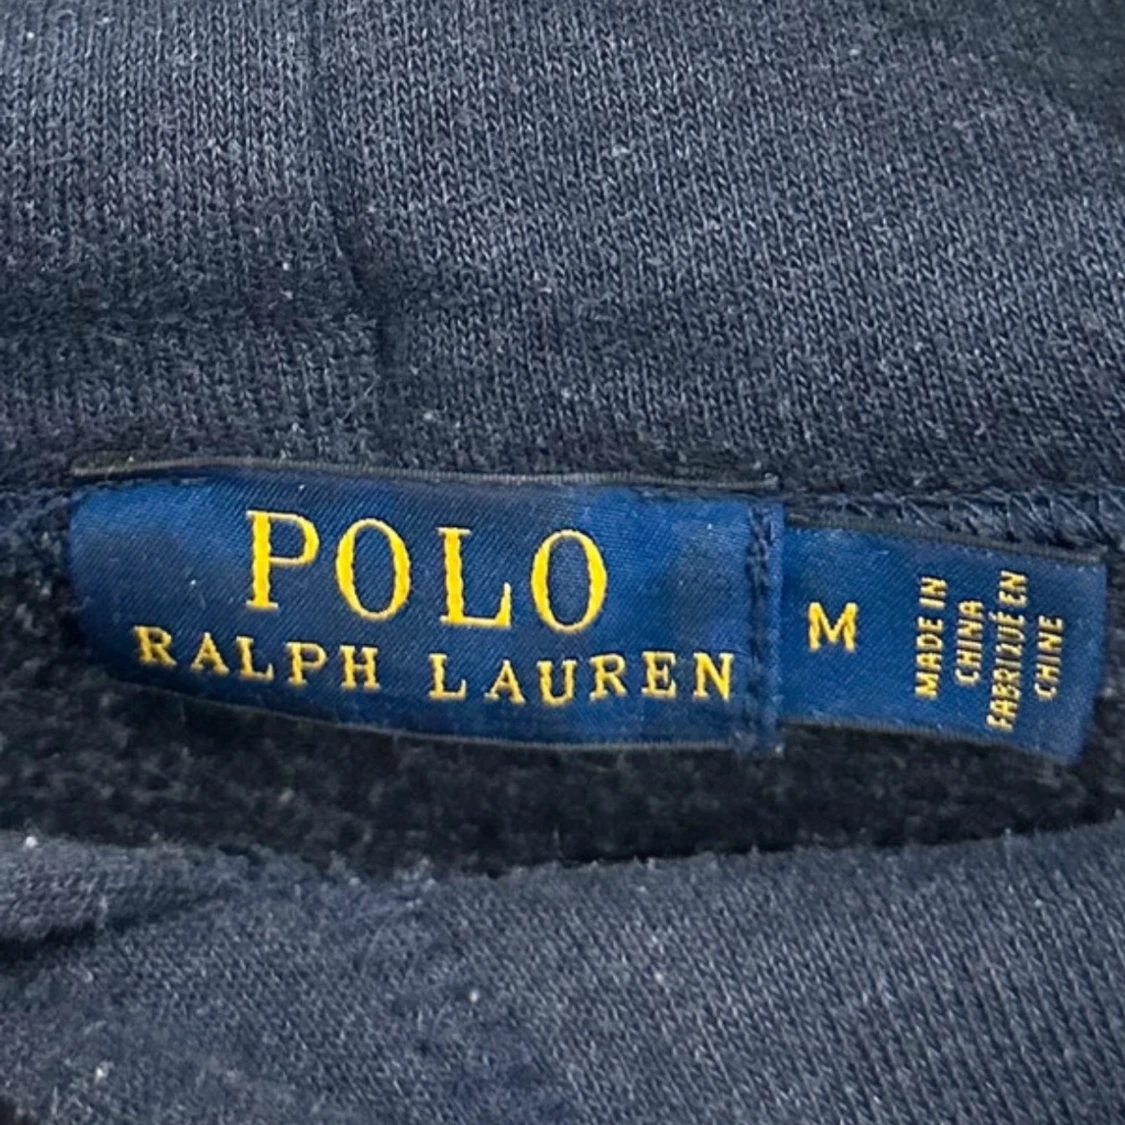 POLO
RALPH LAUREN
M
MADE IN
CHINA
FABRIQUÉ EN
CHINE